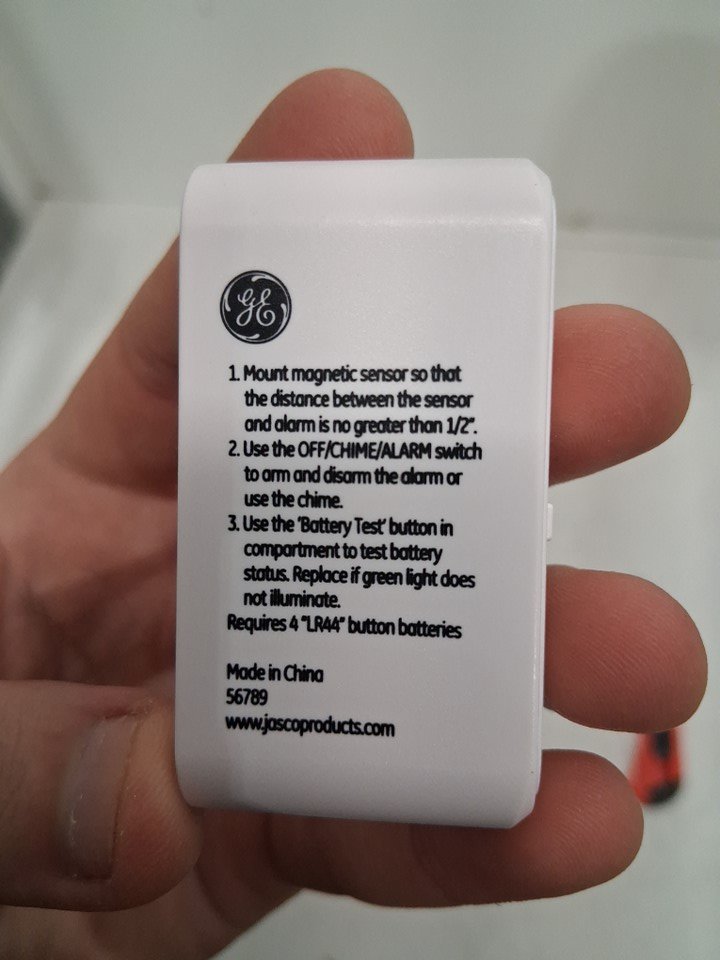 GE
1. Mount magnetic sensor so that
the distance between the sensor
and alarm is no greater than 1/2".
2. Use the OFF/CHIME/ALARM switch
to arm and disarm the alarm or
use the chime.
3. Use the 'Battery Test' button in
compartment to test battery
status. Replace if green light does
not illuminate.
Requires 4 "LR44" button batteries
Made in China
56789
www.jascoproducts.com